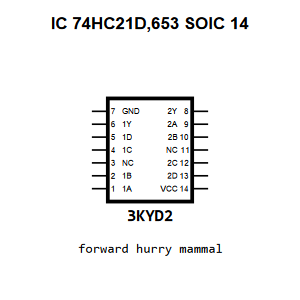 IC 74HC21D,653 SOIC 14
7 GND 2Y 8
6 1Y 2A 9
5 1D 2B 10
4 1C NC 11
3 NC 2C 12
2 1B 2D 13
1 1A VCC 14
3KYD2
forward hurry mammal